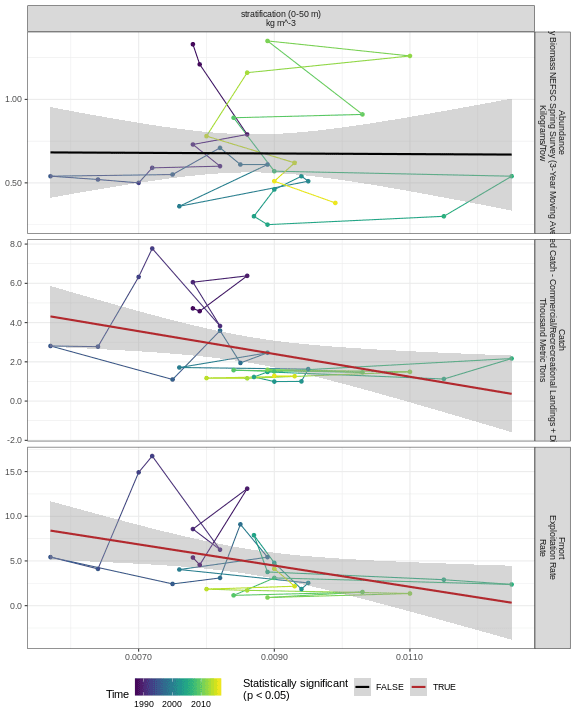 stratification (0-50 m)
kg m^-3
1.00
0.50
Abundance
Biomass NEFSC Spring Survey (3-Year Moving
Kilograms/tow
8.0
6.0
4.0
2.0
0.0
-2.0
Catch
Catch - Commercial/Recrecreational Landings +
Thousand Metric Tons
15.0
10.0
5.0
0.0
Fmort
Exploitation Rate
Rate
0.0070
0.0090
0.0110
Time
1990 2000 2010
Statistically significant
(p < 0.05)
FALSE
TRUE